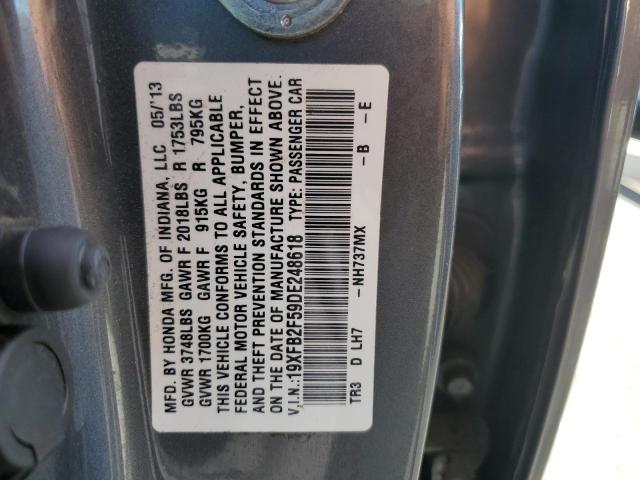 MFD. BY HONDA MFG. OF INDIANA, LLC 05/'13
GVWR 3748LBS GAWR F 2018LBS R 1753LBS
GVWR 1700KG GAWR F 915KG R 795KG
THIS VEHICLE CONFORMS TO ALL APPLICABLE
FEDERAL MOTOR VEHICLE SAFETY, BUMPER,
AND THEFT PREVENTION STANDARDS IN EFFECT
ON THE DATE OF MANUFACTURE SHOWN ABOVE.
V.I.N.:19XFB2F59DE248618 TYPE: PASSENGER CAR
TR3 D LH7 -NH737MX -B -E